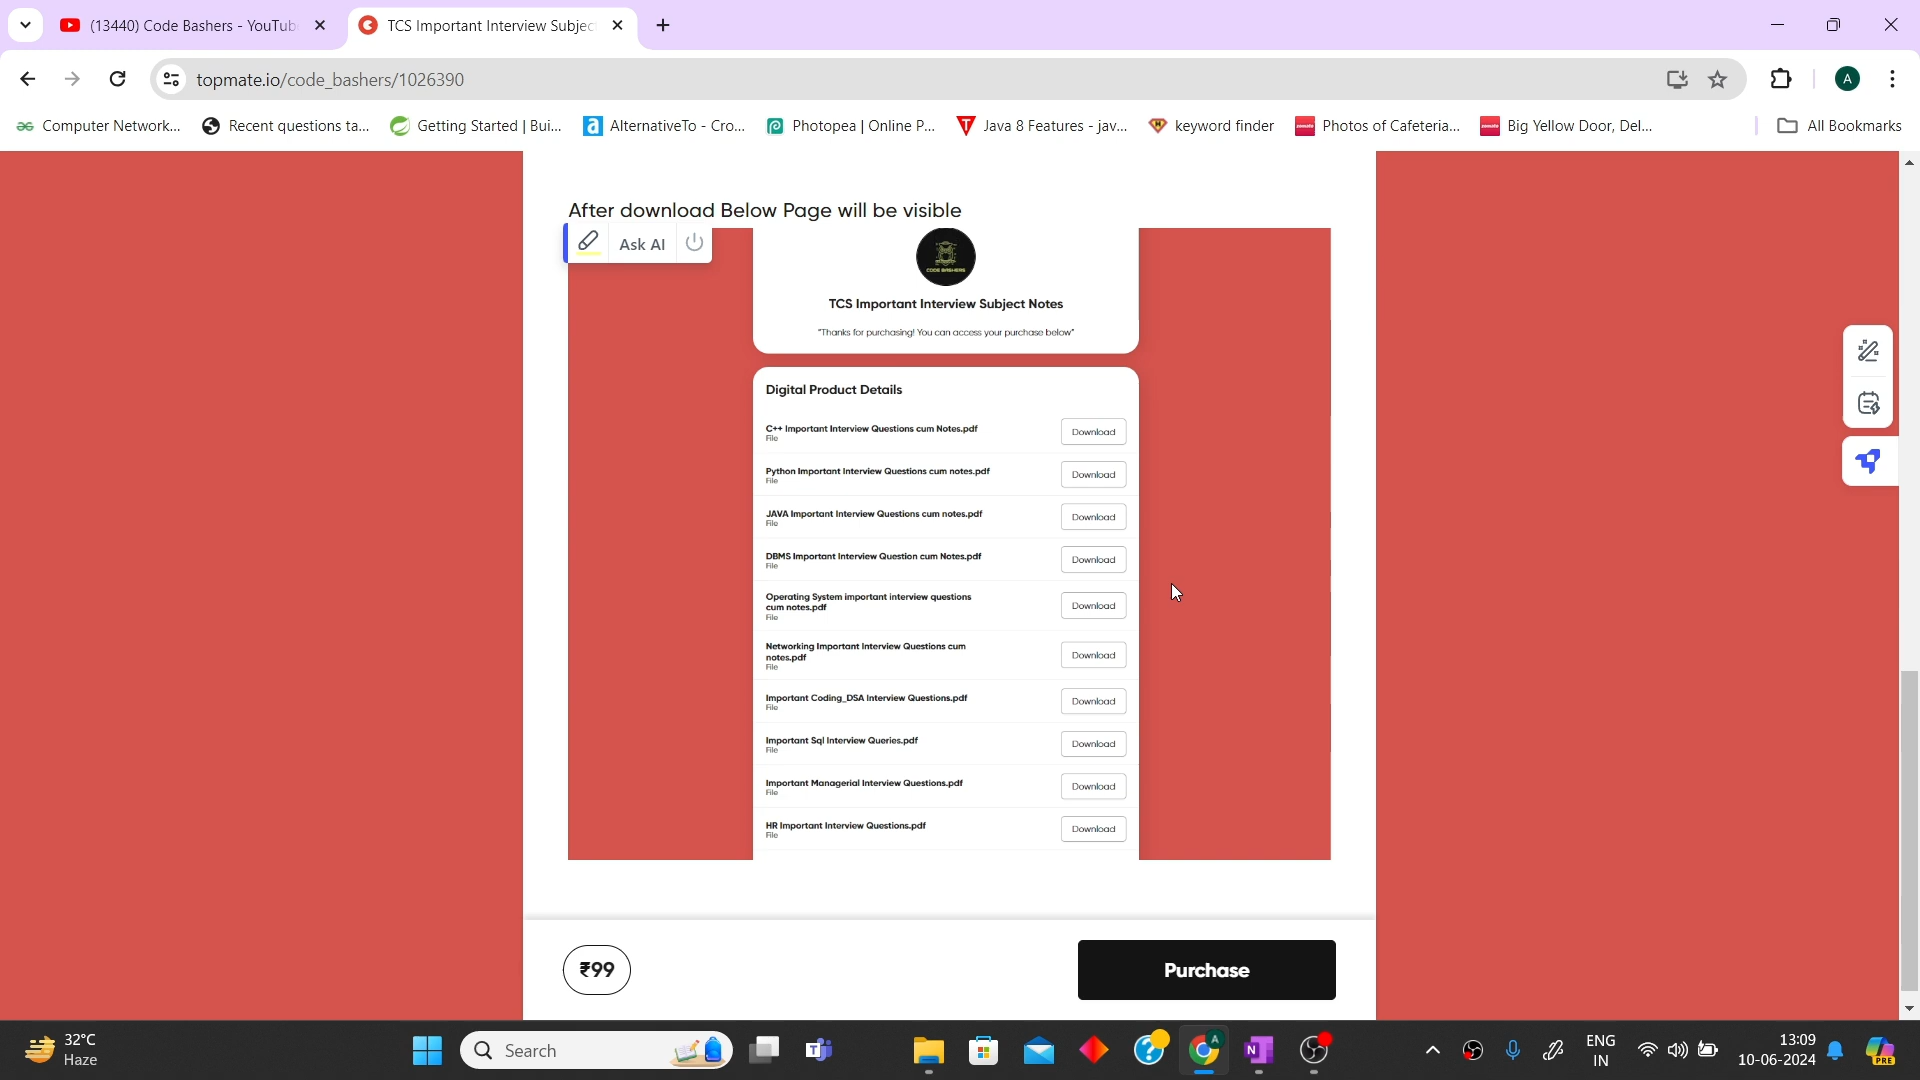 (13440) Code Bashers - YouTub
TCS Important Interview Subjec
topmate.io/code_bashers/1026390
A
Computer Network...
Recent questions ta...
Getting Started | Bui...
AlternativeTo - Cro...
Photopea | Online P...
Java 8 Features - jav...
keyword finder
Photos of Cafeteria...
Big Yellow Door, Del...
All Bookmarks
After download Below Page will be visible
Ask AI
CODE BASHERS
TCS Important Interview Subject Notes
"Thanks for purchasing! You can access your purchase below"
Digital Product Details
C++ Important Interview Questions cum Notes.pdf
File
Download
Python Important Interview Questions cum notes.pdf
File
Download
JAVA Important Interview Questions cum notes.pdf
File
Download
DBMS Important Interview Question cum Notes.pdf
File
Download
Operating System important interview questions
cum notes.pdf
File
Download
Networking Important Interview Questions cum
notes.pdf
File
Download
Important Coding_DSA Interview Questions.pdf
File
Download
Important Sql Interview Queries.pdf
File
Download
Important Managerial Interview Questions.pdf
File
Download
HR Important Interview Questions.pdf
File
Download
₹99
Purchase
32°C
Haze
Search
ENG
IN
13:09
10-06-2024
PRE